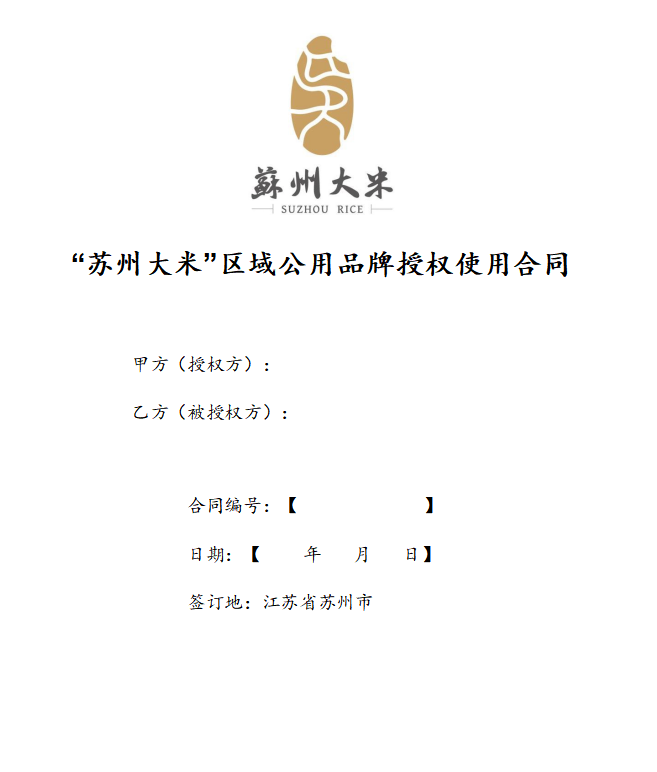 蘇州大米
SUZHOU RICE
“苏州大米”区域公用品牌授权使用合同
甲方（授权方）：
乙方（被授权方）：
合同编号：【 】
日期：【 年 月 日】
签订地：江苏省苏州市